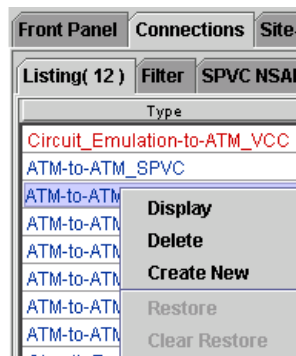 Front Panel Connections Site-
Listing( 12 ) Filter SPVC NSAP
Type
Circuit_Emulation-to-ATM_VCC
ATM-to-ATM_SPVC
ATM-to-ATM
ATM-to-ATM
Display
ATM-to-ATM
Delete
ATM-to-ATM
Create New
ATM-to-ATM
Restore
ATM-to-ATM
Clear Restore